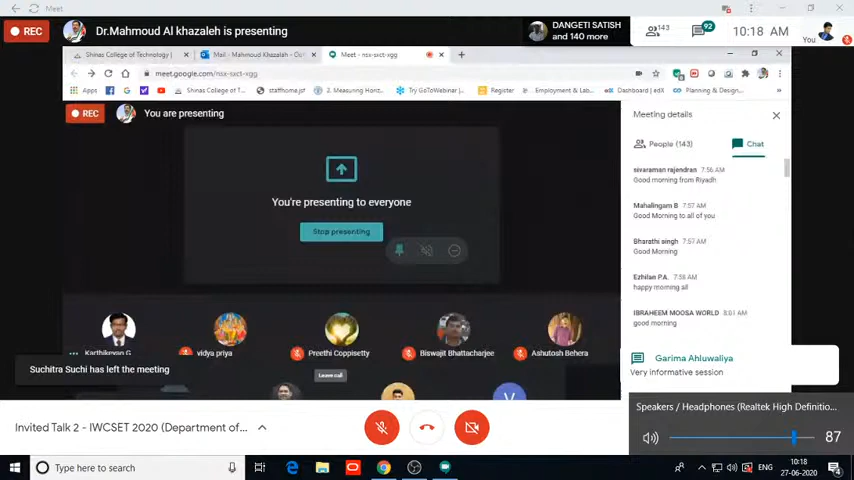 Meet
REC
Dr.Mahmoud Al khazaleh is presenting
DANGETI SATISH
and 140 more
143
92
10:18 AM
You
Shinas College of Technology |
Mail - Mahmoud Khazaleh - Go
Meet - nsx-sxct-xgg
meet.google.com/nsx-sxct-xgg
Apps
Shinas College of T...
staffhome.jsf
2. Measuring Horiz...
Try GoToWebinar |...
Register
Employment & Lab...
Dashboard | edX
Planning & Design...
REC
You are presenting
Meeting details
People (143)
Chat
You're presenting to everyone
Stop presenting
sivaraman rajendran 7:56 AM
Good morning from Riyadh
Mahalingam B 7:57 AM
Good Morning to all of you
Bharathi singh 7:57 AM
Good Morning
Ezhilan P.A. 7:58 AM
happy morning all
IBRAHEEM MOOSA WORLD 8:01 AM
good morning
Karthikeyan G
vidya priya
Preethi Coppisetty
Biswajit Bhattacharjee
Ashutosh Behera
Suchitra Suchi has left the meeting
Leave call
V
Garima Ahluwaliya
Very informative session
Speakers / Headphones (Realtek High Definitio...
87
Invited Talk 2 - IWCSET 2020 (Department of...
Type here to search
ENG
10:18
27-06-2020
4